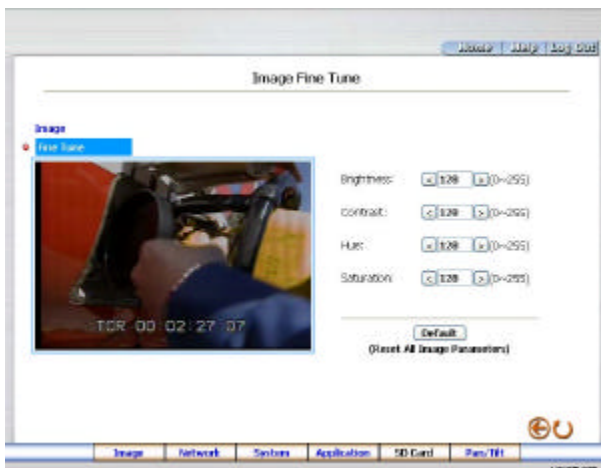 Home | Help | Log Out
Image Fine Tune
Image
Fine Tune
Brightness: < 128 > (0~255)
Contrast: < 128 > (0~255)
Hue: < 128 > (0~255)
Saturation: < 128 > (0~255)
TCR 00:02:27:07
Default
(Reset All Image Parameters)
Image Network System Application SD Card Pan/Tilt